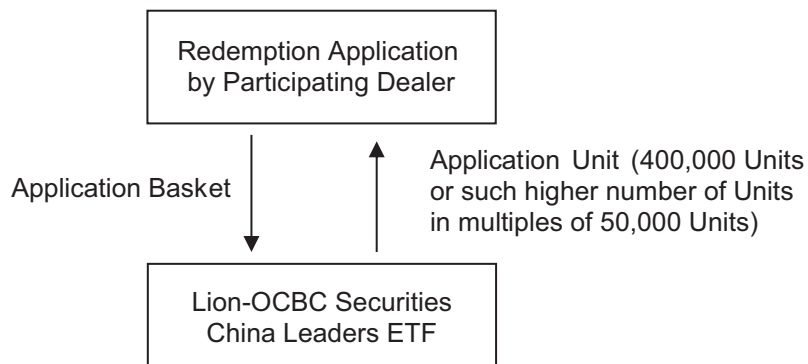 Redemption Application
by Participating Dealer
Application Basket
Application Unit (400,000 Units
or such higher number of Units
in multiples of 50,000 Units)
Lion-OCBC Securities
China Leaders ETF